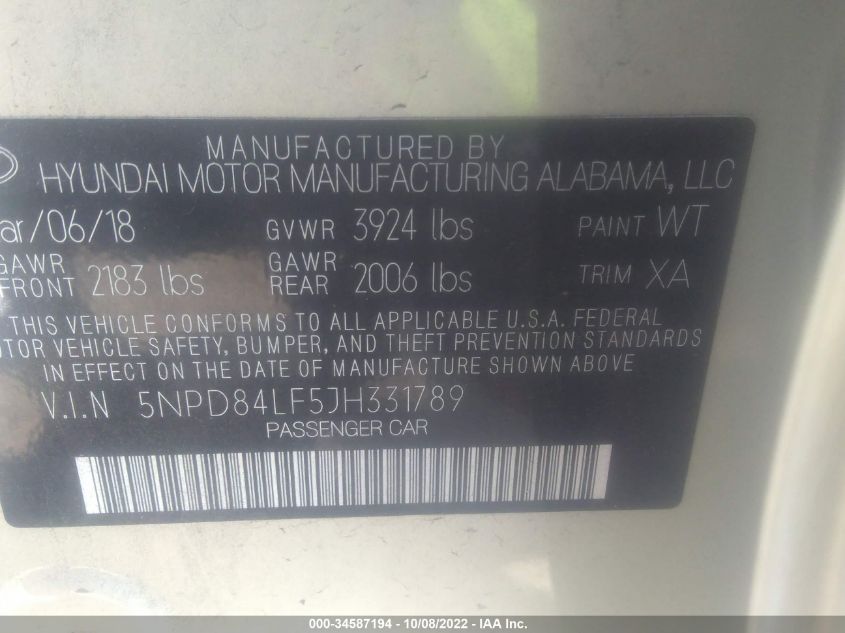 MANUFACTURED BY
HYUNDAI MOTOR MANUFACTURING ALABAMA, LLC
ar/06/18 GVWR 3924 lbs PAINT WT
GAWR FRONT 2183 lbs GAWR REAR 2006 lbs TRIM XA
THIS VEHICLE CONFORMS TO ALL APPLICABLE U.S.A. FEDERAL
OTOR VEHICLE SAFETY, BUMPER, AND THEFT PREVENTION STANDARDS
IN EFFECT ON THE DATE OF MANUFACTURE SHOWN ABOVE
V.I.N 5NPD84LF5JH331789
PASSENGER CAR
000-34587194 - 10/08/2022 - IAA Inc.